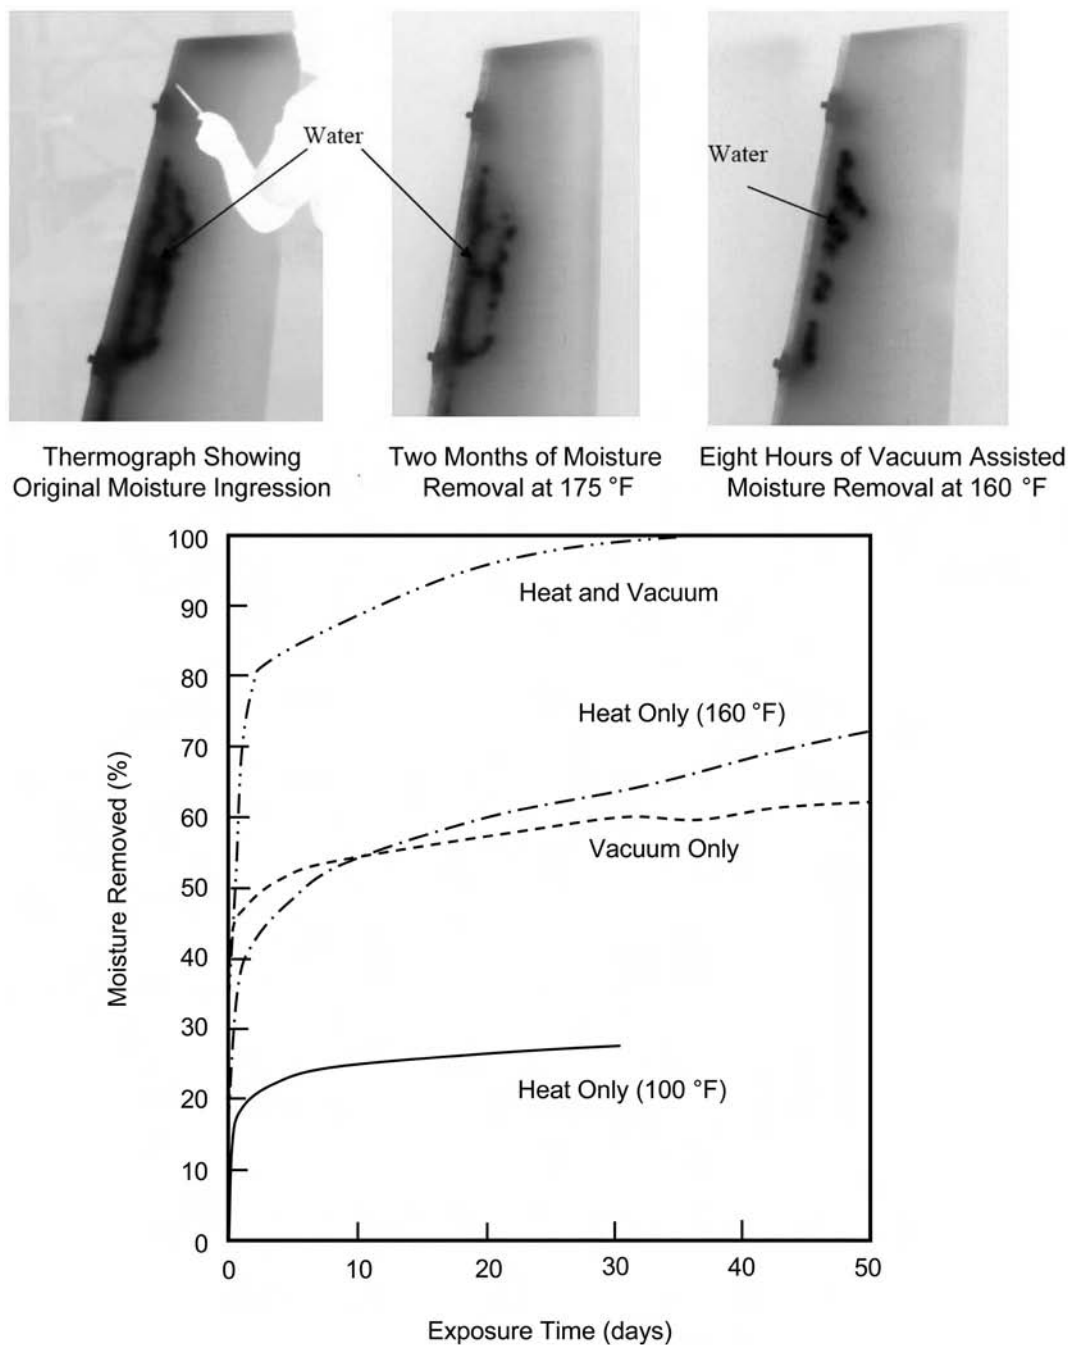 Water
Water
Thermograph Showing
Original Moisture Ingression
Two Months of Moisture
Removal at 175 °F
Eight Hours of Vacuum Assisted
Moisture Removal at 160 °F
100
90
80
70
60
50
40
30
20
10
0
Moisture Removed (%)
Heat and Vacuum
Heat Only (160 °F)
Vacuum Only
Heat Only (100 °F)
0
10
20
30
40
50
Exposure Time (days)